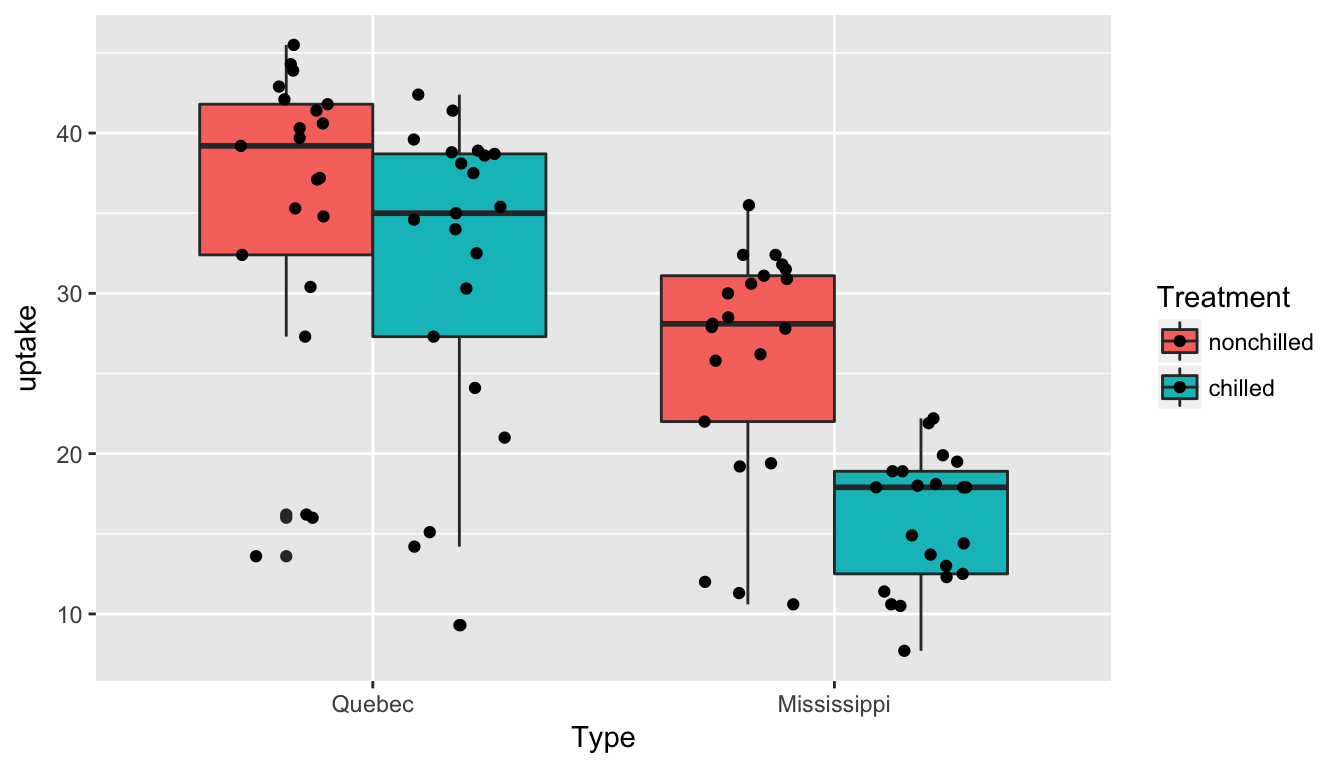 40
30
20
10
uptake
Quebec
Mississippi
Type
Treatment
nonchilled
chilled